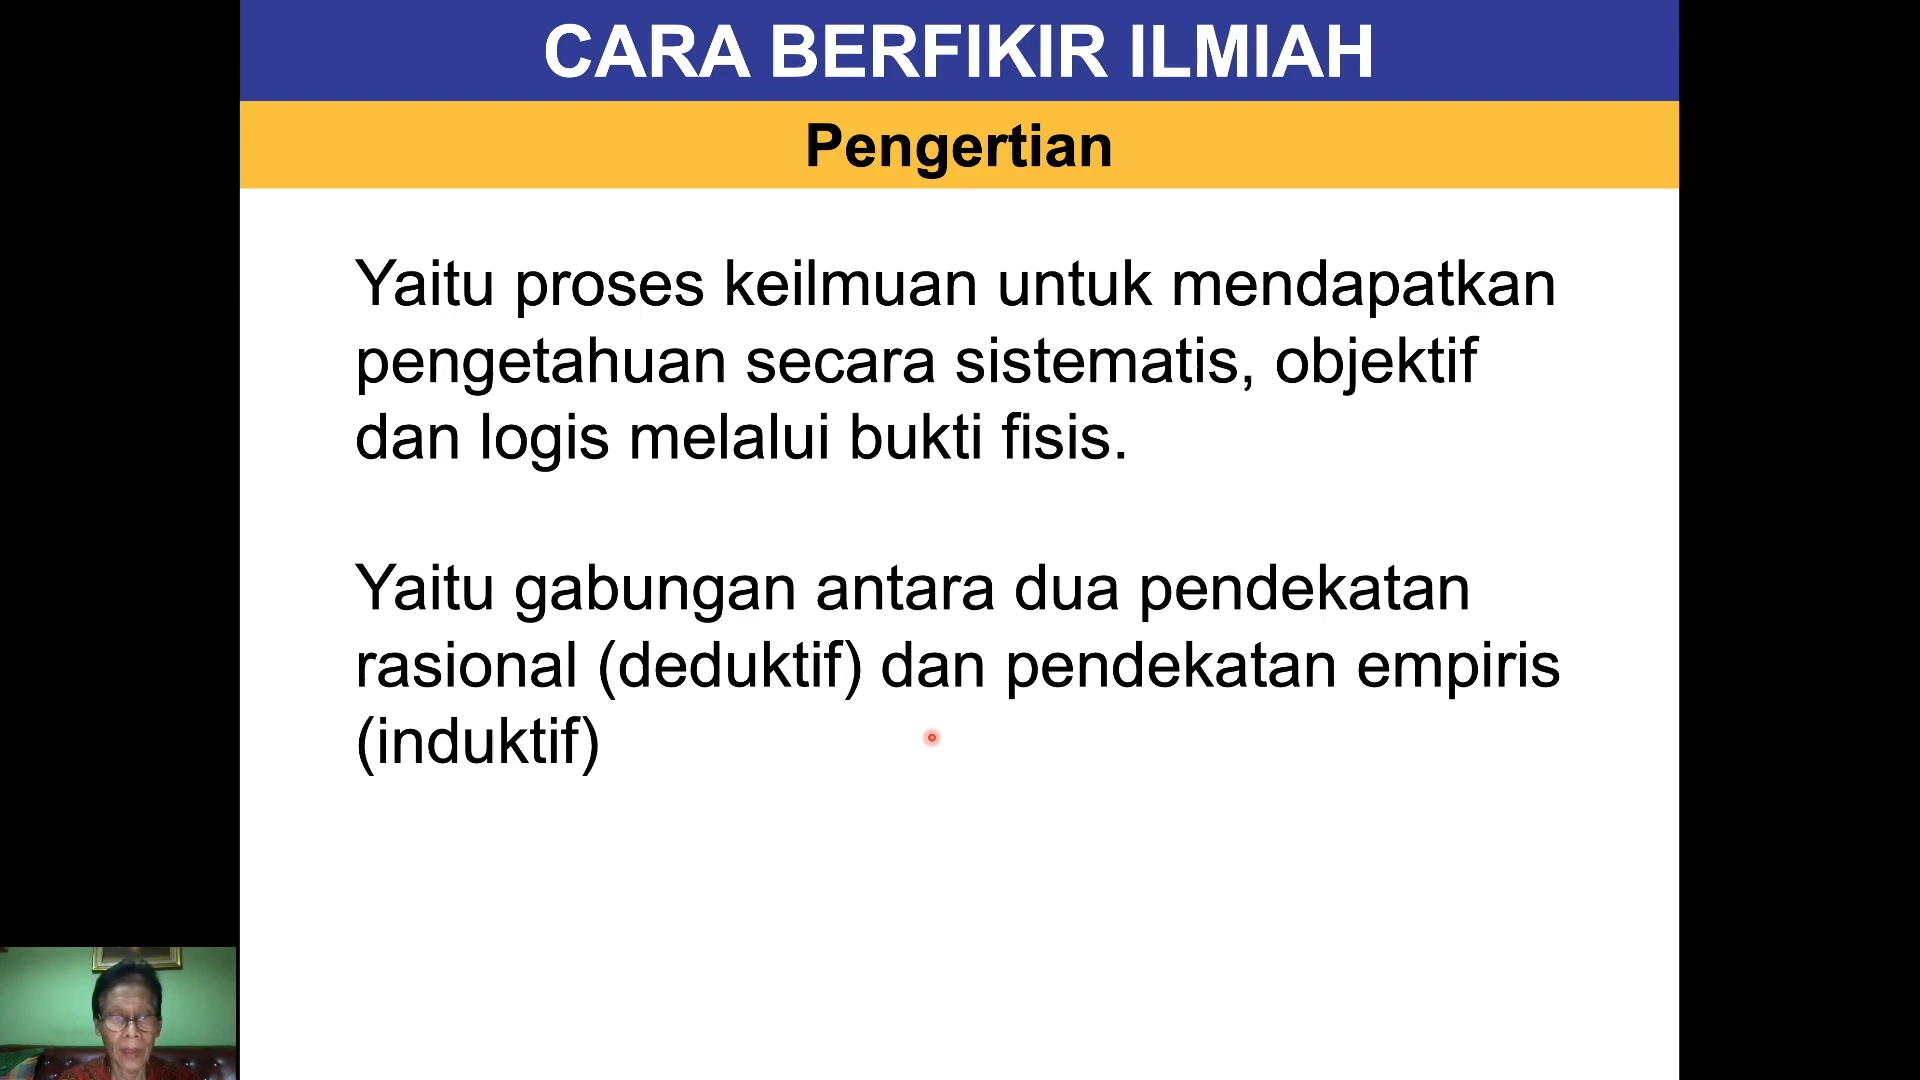 CARA BERFIKIR ILMIAH
Pengertian
Yaitu proses keilmuan untuk mendapatkan
pengetahuan secara sistematis, objektif
dan logis melalui bukti fisis.
Yaitu gabungan antara dua pendekatan
rasional (deduktif) dan pendekatan empiris
(induktif)